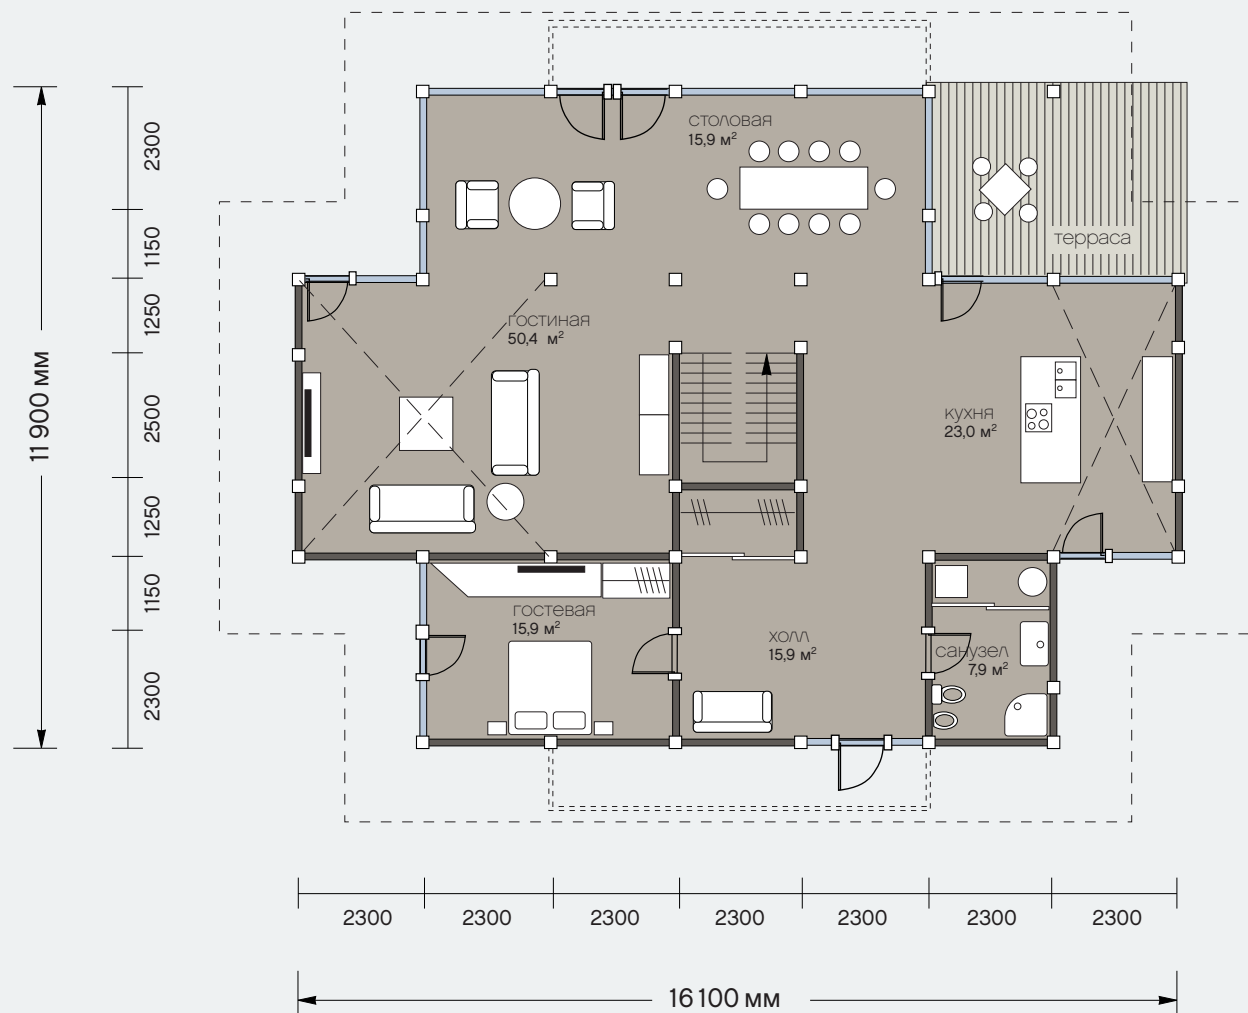 столовая
15,9 м²
терраса
гостиная
50,4 м²
кухня
23,0 м²
гостевая
15,9 м²
холл
15,9 м²
санузел
7,9 м²
2300
1150
1250
2500
1250
1150
2300
11 900 мм
2300 2300 2300 2300 2300 2300 2300
16 100 мм